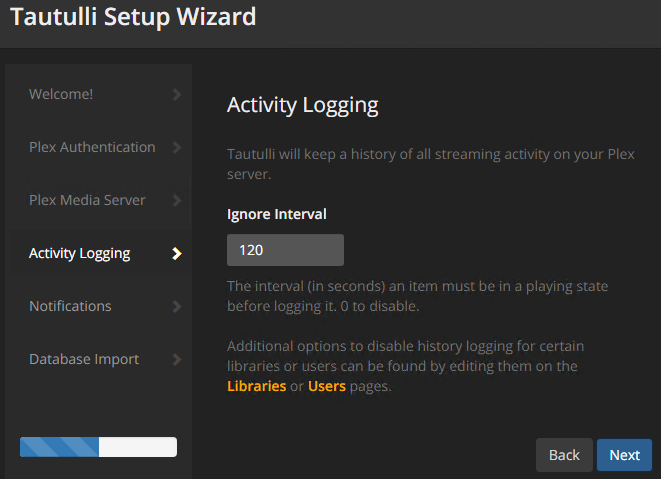 Tautulli Setup Wizard
Welcome!
Plex Authentication
Plex Media Server
Activity Logging
Notifications
Database Import
Activity Logging
Tautulli will keep a history of all streaming activity on your Plex
server.
Ignore Interval
120
The interval (in seconds) an item must be in a playing state
before logging it. 0 to disable.
Additional options to disable history logging for certain
libraries or users can be found by editing them on the
Libraries or Users pages.
Back
Next